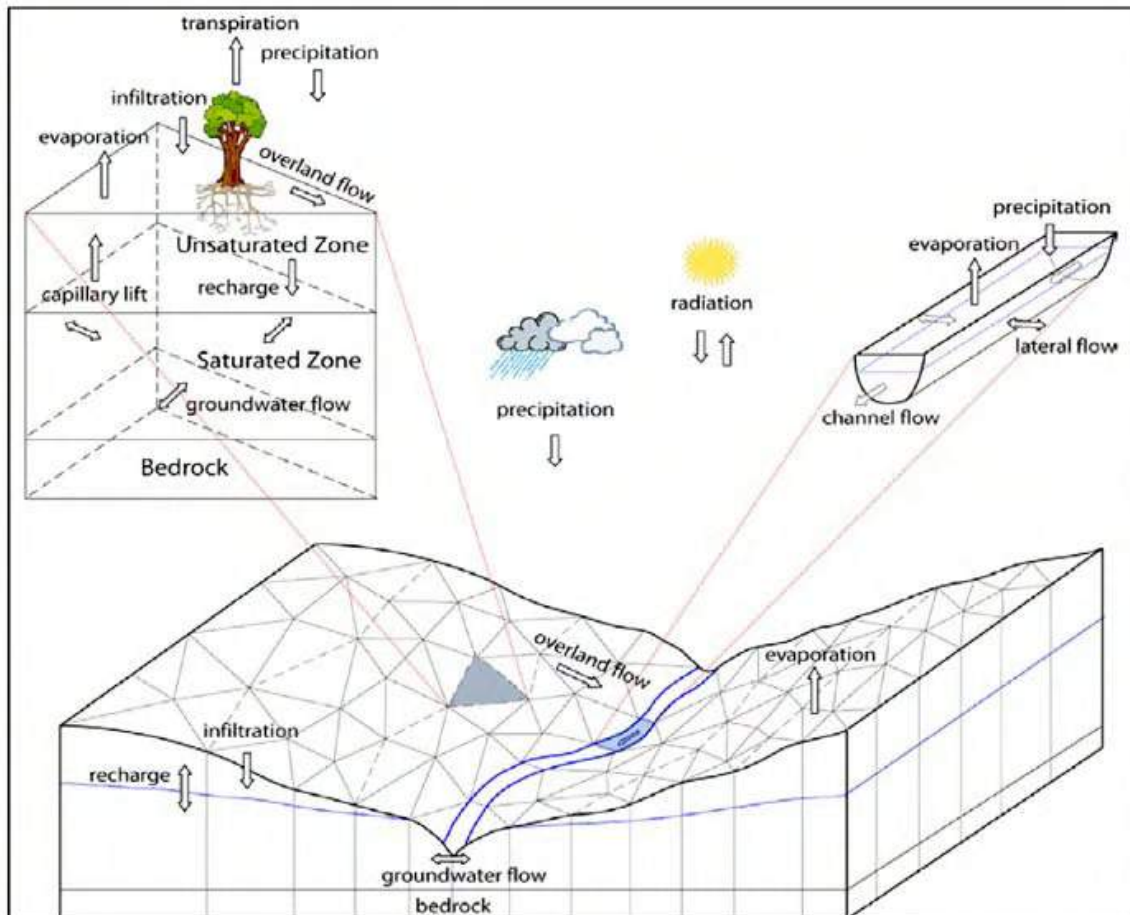 transpiration
precipitation
infiltration
evaporation
overland flow
Unsaturated Zone
recharge
capillary lift
Saturated Zone
groundwater flow
Bedrock
precipitation
radiation
precipitation
evaporation
lateral flow
channel flow
overland flow
evaporation
infiltration
recharge
groundwater flow
bedrock